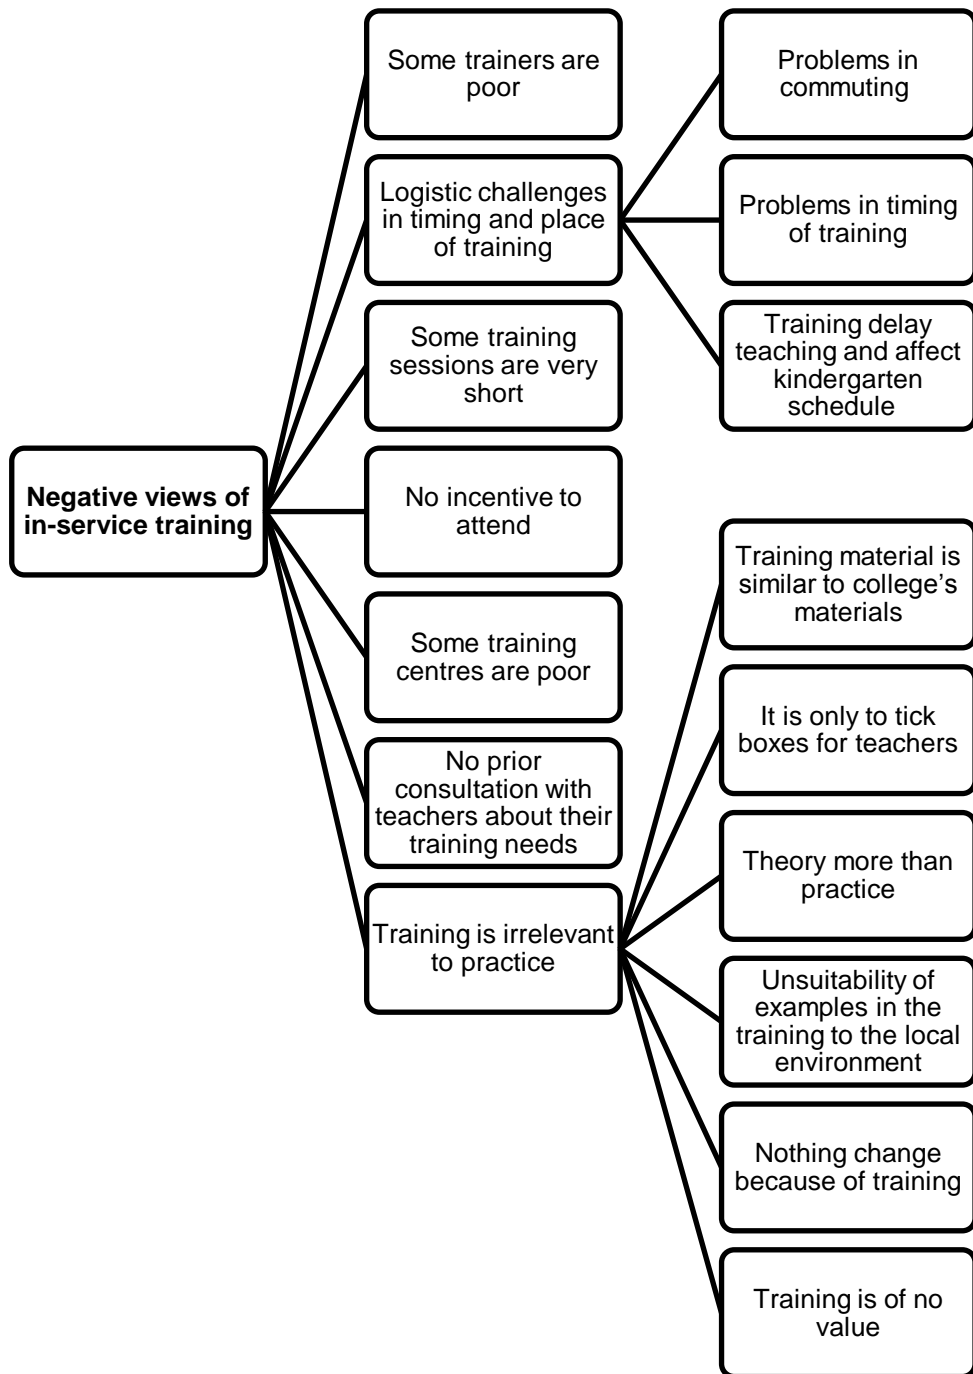 Negative views of
in-service training
Some trainers are
poor
Logistic challenges
in timing and place
of training
Some training
sessions are very
short
No incentive to
attend
Some training
centres are poor
No prior
consultation with
teachers about their
training needs
Training is irrelevant
to practice
Problems in
commuting
Problems in timing
of training
Training delay
teaching and affect
kindergarten
schedule
Training material is
similar to college’s
materials
It is only to tick
boxes for teachers
Theory more than
practice
Unsuitability of
examples in the
training to the local
environment
Nothing change
because of training
Training is of no
value